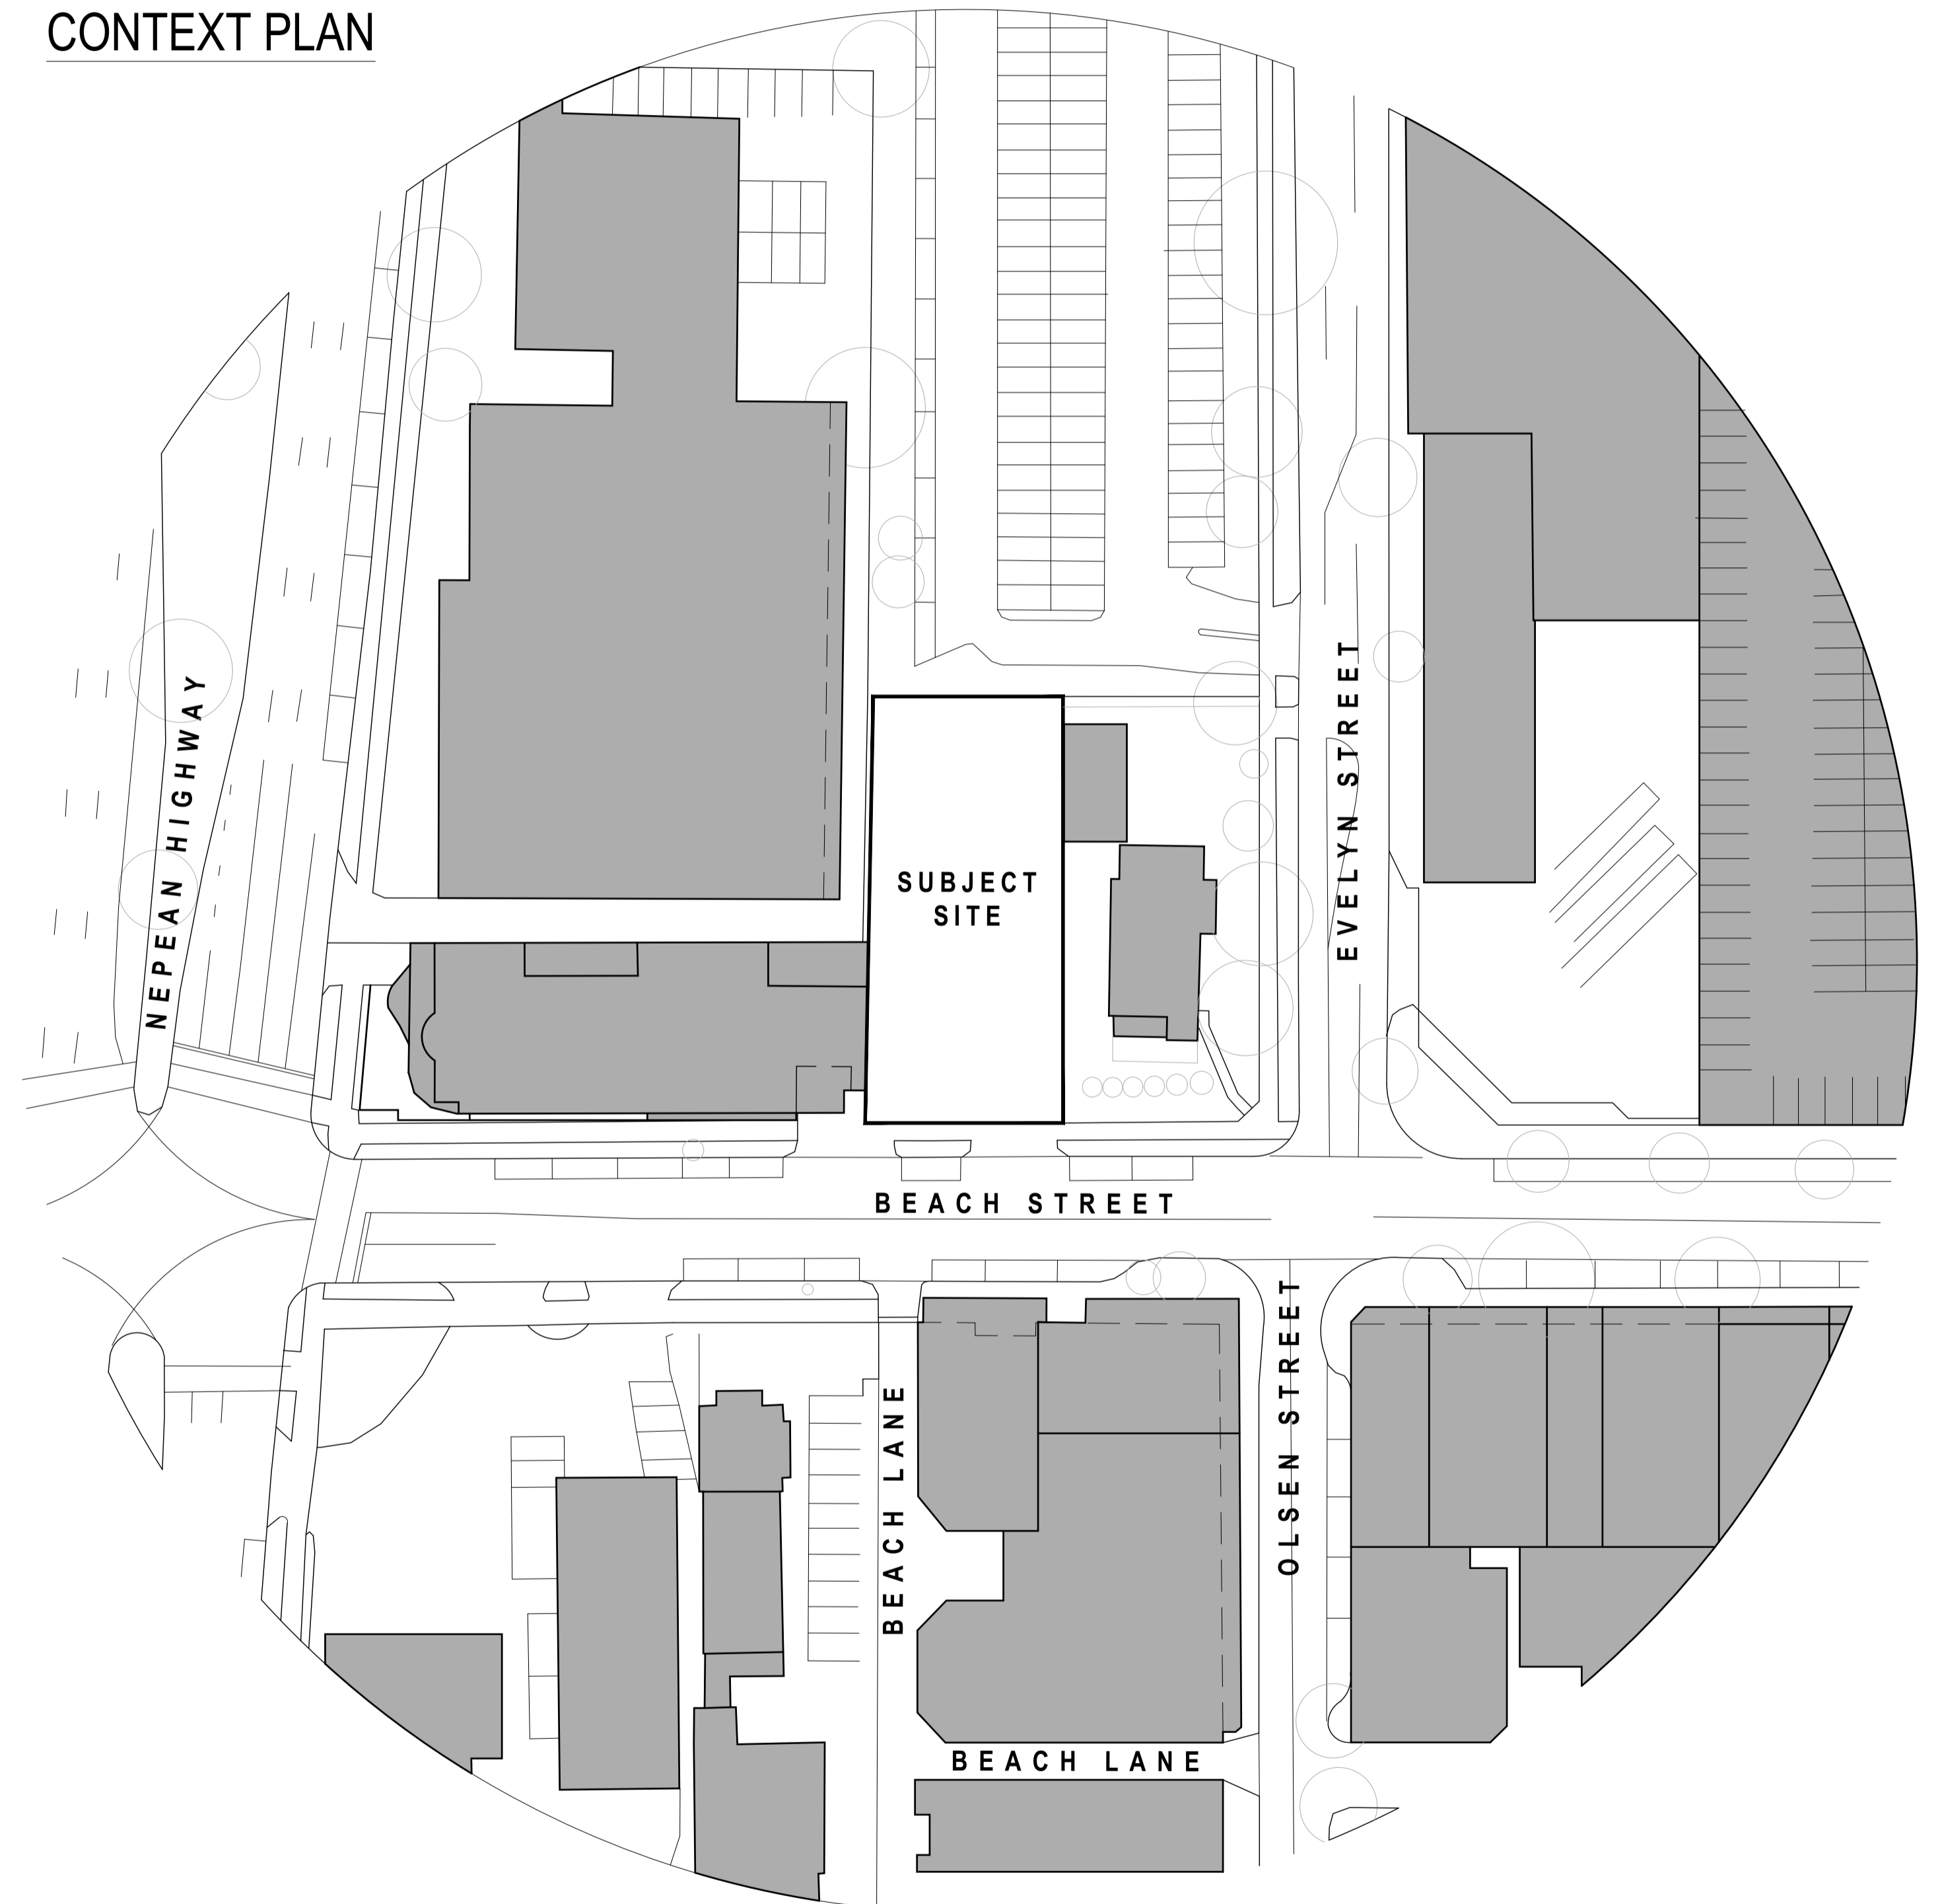 CONTEXT PLAN
NEPEAN HIGHWAY
EVELYN STREET
SUBJECT
SITE
BEACH STREET
BEACH LANE
OLSEN STREET
BEACH LANE